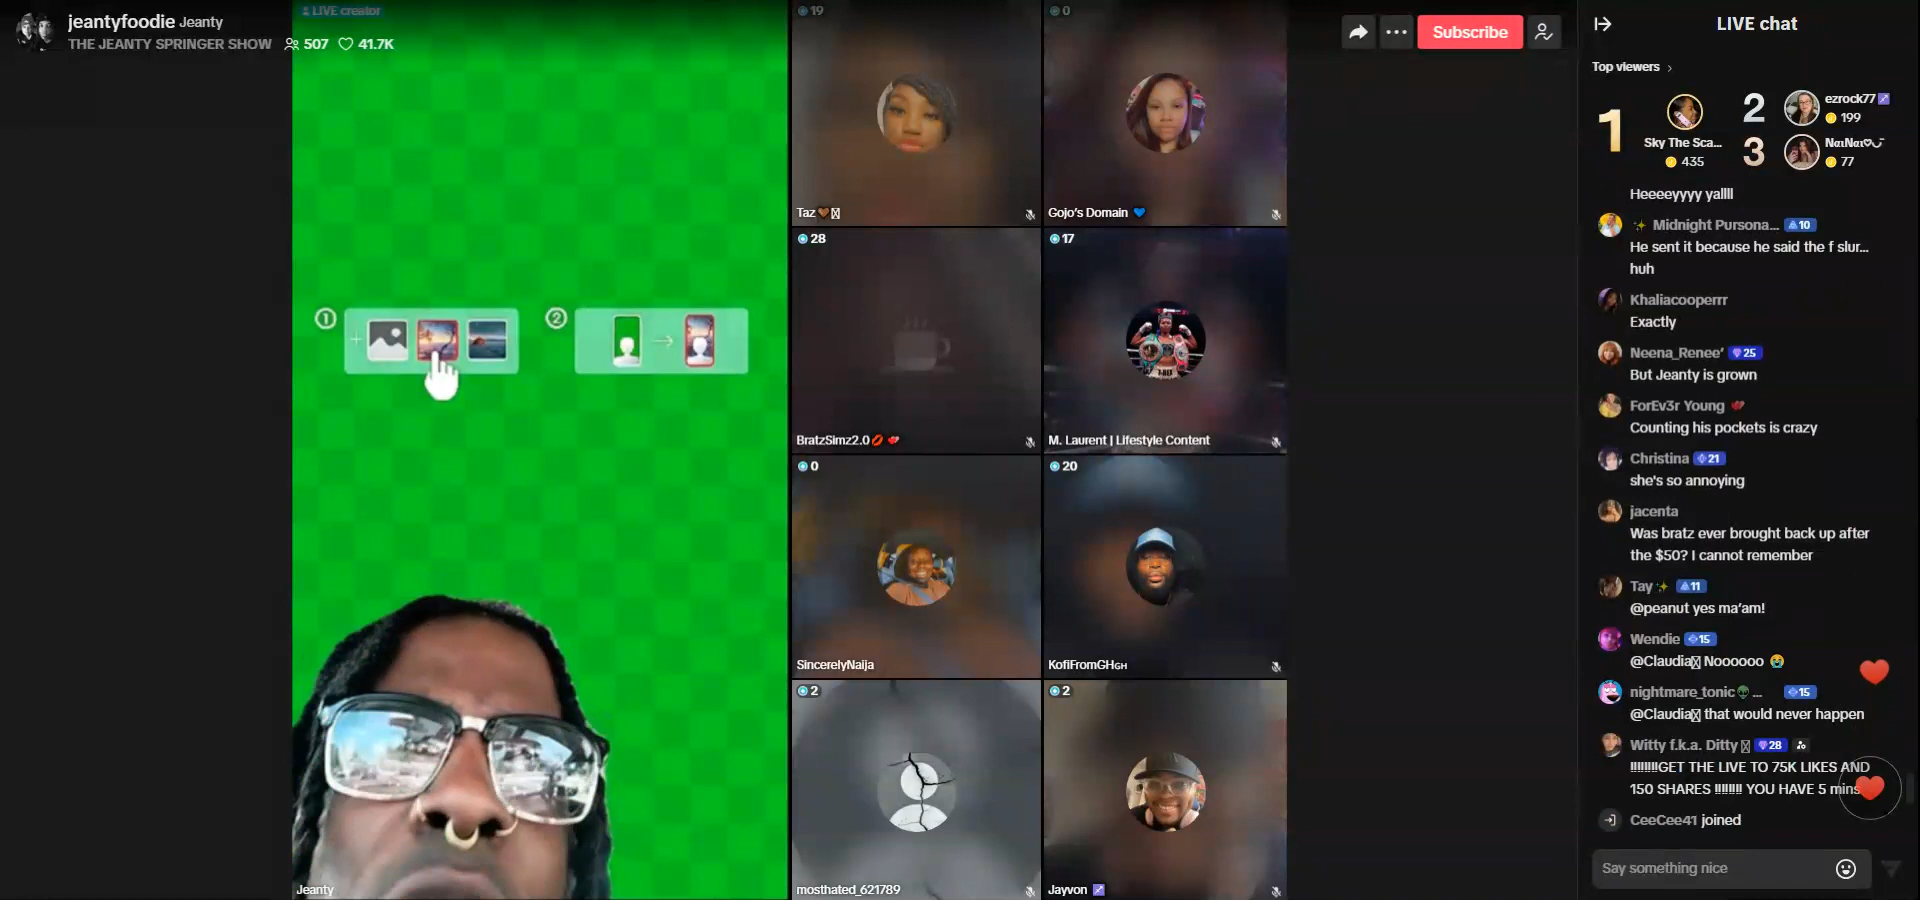 jeantyfoodie Jeanty
THE JEANTY SPRINGER SHOW 507 41.7K
LIVE creator
19
0
Subscribe
Taz
Gojo's Domain
28
17
BratzSimz2.0
M. Laurent | Lifestyle Content
0
20
SincerelyNaija
KofiFromGH GH
2
2
Jeanty
mosthated_621789
Jayvon
1
2
LIVE chat
Top viewers
1
Sky The Sca...
435
2
ezrock77
199
3
NαιNαι
77
Heeeeyyyy yallll
Midnight Pursona... 10
He sent it because he said the f slur...
huh
Khaliacooperrr
Exactly
Neena_Renee' 25
But Jeanty is grown
ForEv3r Young
Counting his pockets is crazy
Christina 21
she's so annoying
jacenta
Was bratz ever brought back up after
the $50? I cannot remember
Tay 11
@peanut yes ma'am!
Wendie 15
@Claudia Noooooo
nightmare_tonic ... 15
@Claudia that would never happen
Witty f.k.a. Ditty 28
!!!!!!!!GET THE LIVE TO 75K LIKES AND
150 SHARES !!!!!!!! YOU HAVE 5 mins
CeeCee41 joined
Say something nice